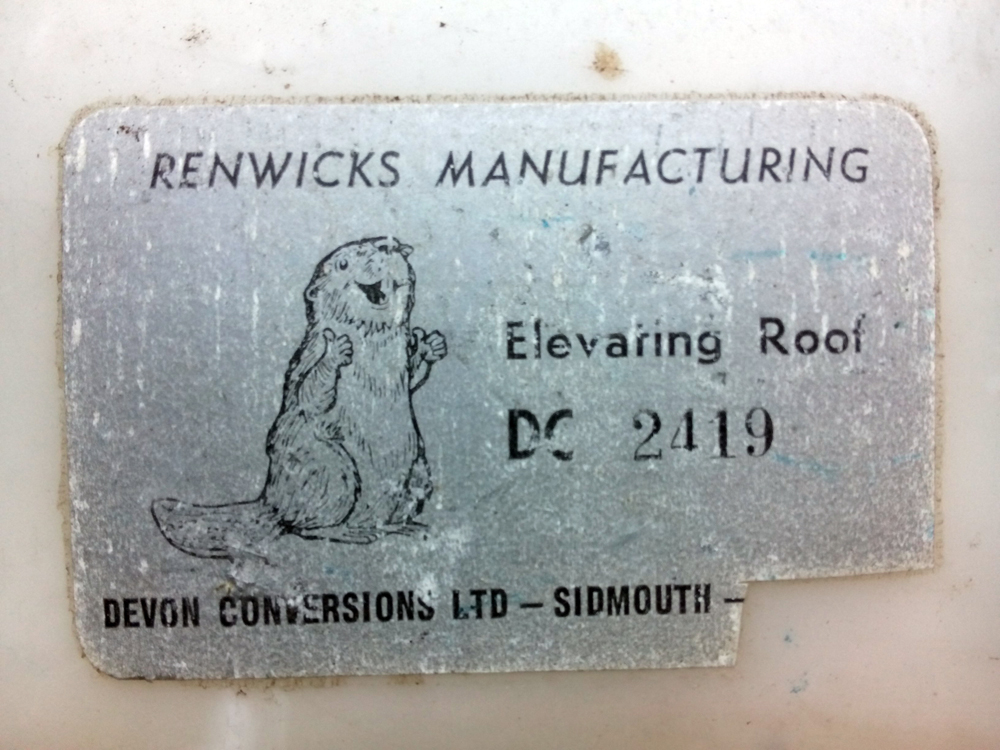 RENWICKS MANUFACTURING
Elevating Roof
DC 2419
DEVON CONVERSIONS LTD – SIDMOUTH –